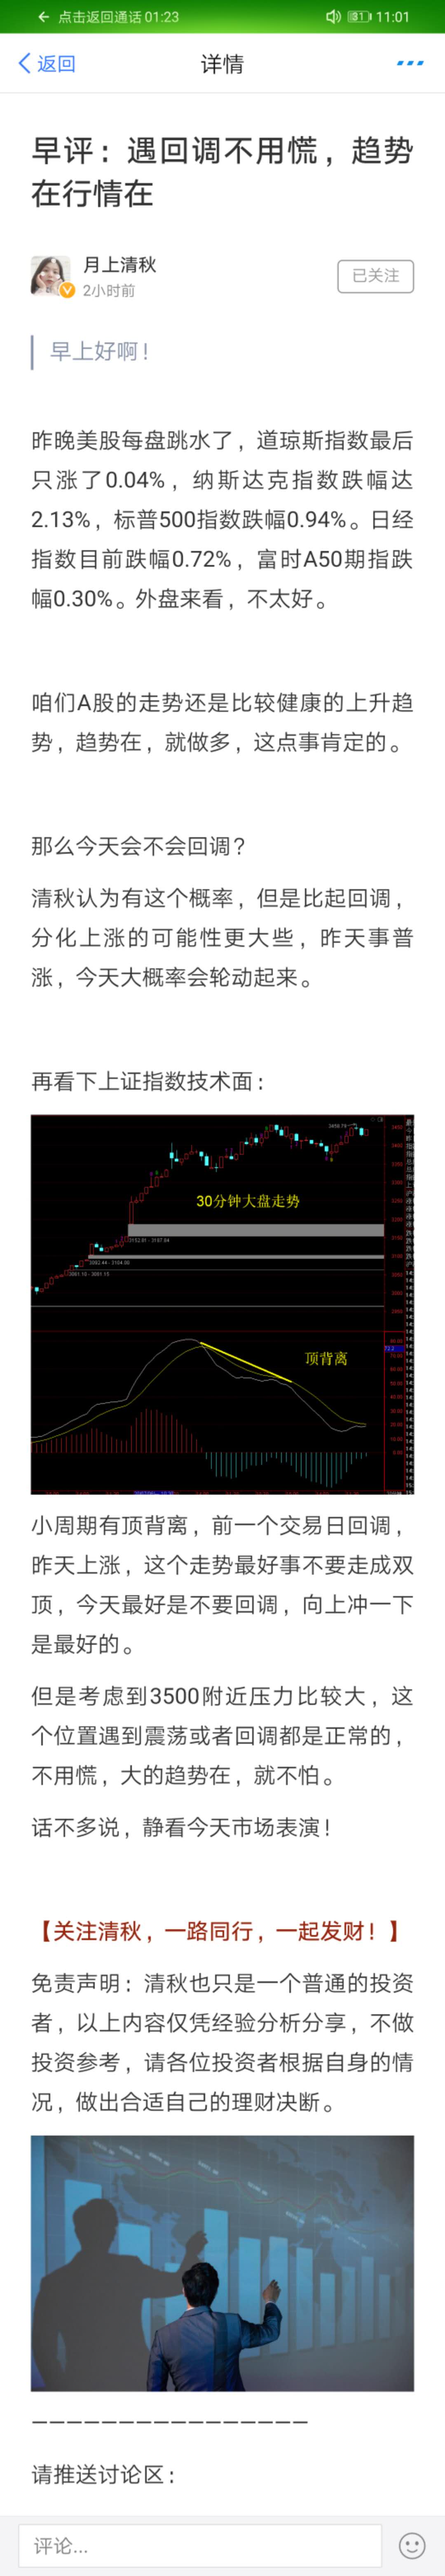 点击返回通话 01:23
31 11:01
返回
详情
早评：遇回调不用慌，趋势
在行情在
月上清秋
2小时前
已关注
早上好啊！
昨晚美股每盘跳水了，道琼斯指数最后
只涨了0.04%，纳斯达克指数跌幅达
2.13%，标普500指数跌幅0.94%。日经
指数目前跌幅0.72%，富时A50期指跌
幅0.30%。外盘来看，不太好。
咱们A股的走势还是比较健康的上升趋
势，趋势在，就做多，这点事肯定的。
那么今天会不会回调？
清秋认为有这个概率，但是比起回调，
分化上涨的可能性更大些，昨天事普
涨，今天大概率会轮动起来。
再看下上证指数技术面：
30分钟大盘走势
顶背离
小周期有顶背离，前一个交易日回调，
昨天上涨，这个走势最好事不要走成双
顶，今天最好是不要回调，向上冲一下
是最好的。
但是考虑到3500附近压力比较大，这
个位置遇到震荡或者回调都是正常的，
不用慌，大的趋势在，就不怕。
话不多说，静看今天市场表演！
【关注清秋，一路同行，一起发财！】
免责声明：清秋也只是一个普通的投资
者，以上内容仅凭经验分析分享，不做
投资参考，请各位投资者根据自身的情
况，做出合适自己的理财决断。
请推送讨论区：
评论...